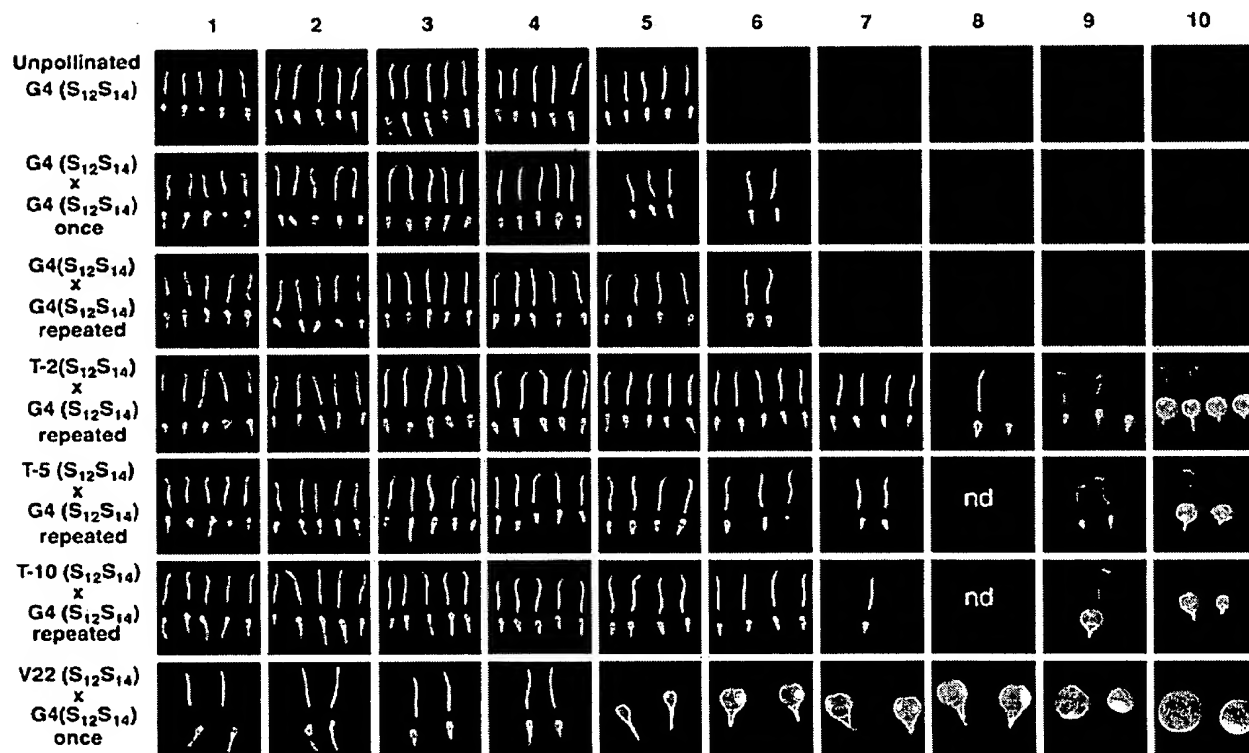 1 2 3 4 5 6 7 8 9 10
Unpollinated
G4 (S₁₂S₁₄)
G4 (S₁₂S₁₄)
x
G4 (S₁₂S₁₄)
once
G4(S₁₂S₁₄)
x
G4(S₁₂S₁₄)
repeated
T-2(S₁₂S₁₄)
x
G4 (S₁₂S₁₄)
repeated
T-5 (S₁₂S₁₄)
x
G4 (S₁₂S₁₄)
repeated
nd
T-10 (S₁₂S₁₄)
x
G4 (S₁₂S₁₄)
repeated
nd
V22 (S₁₂S₁₄)
x
G4(S₁₂S₁₄)
once